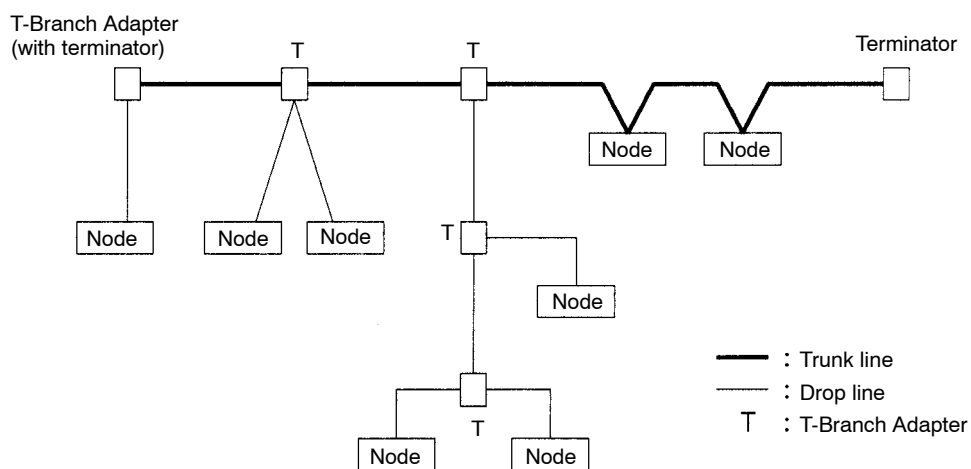 T-Branch Adapter
(with terminator)
T
T
Terminator
Node
Node
Node
Node
Node
T
Node
: Trunk line
: Drop line
T : T-Branch Adapter
T
Node
Node